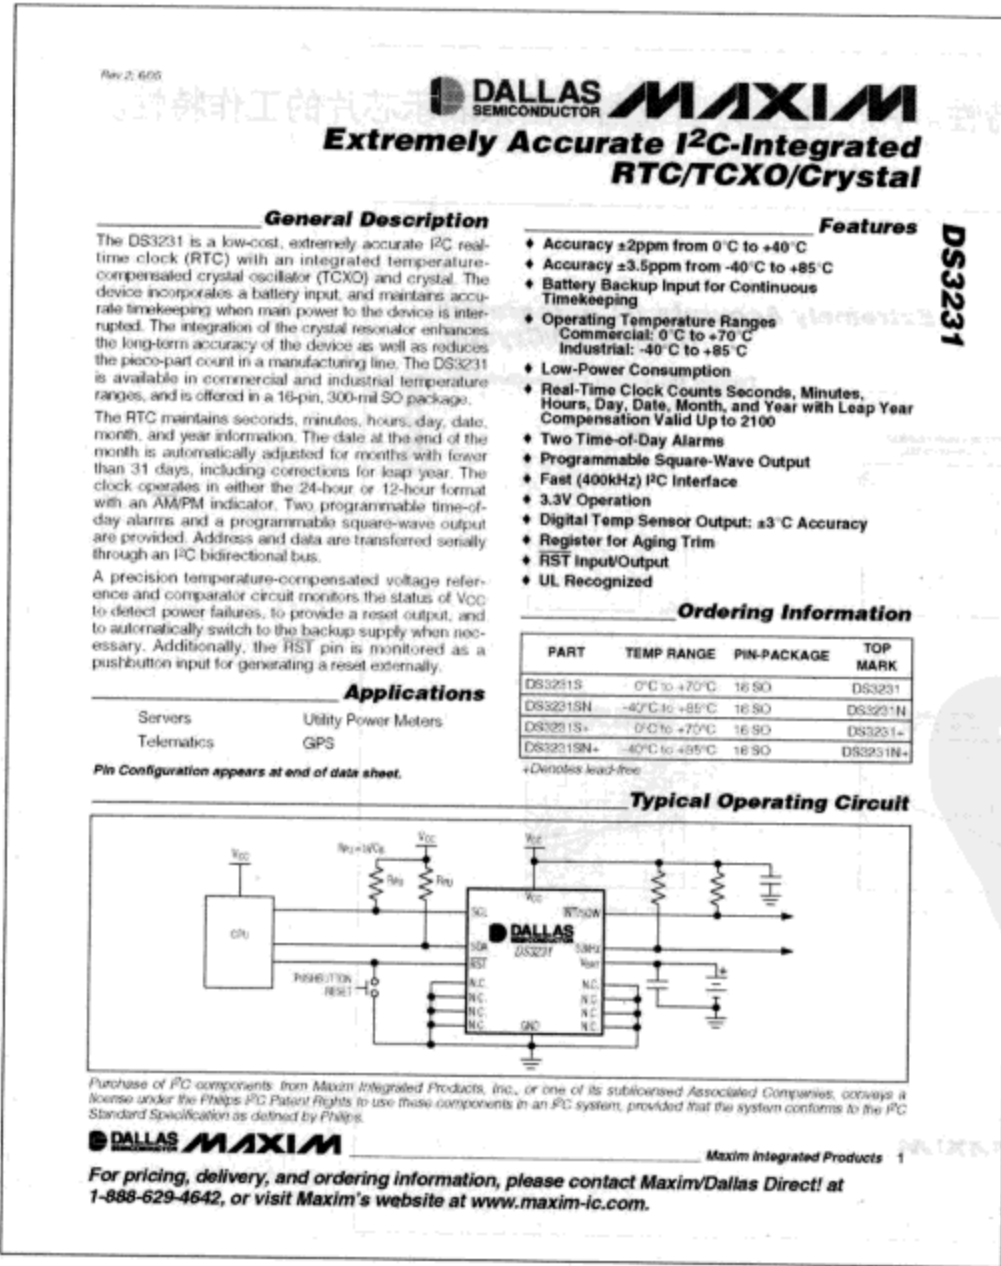 Rev 2; 6/05
DALLAS SEMICONDUCTOR MAXIM
Extremely Accurate I²C-Integrated
RTC/TCXO/Crystal
DS3231
General Description
The DS3231 is a low-cost, extremely accurate I²C real-
time clock (RTC) with an integrated temperature-
compensated crystal oscillator (TCXO) and crystal. The
device incorporates a battery input, and maintains accu-
rate timekeeping when main power to the device is inter-
rupted. The integration of the crystal resonator enhances
the long-term accuracy of the device as well as reduces
the piece-part count in a manufacturing line. The DS3231
is available in commercial and industrial temperature
ranges, and is offered in a 16-pin, 300-mil SO package.
The RTC maintains seconds, minutes, hours, day, date,
month, and year information. The date at the end of the
month is automatically adjusted for months with fewer
than 31 days, including corrections for leap year. The
clock operates in either the 24-hour or 12-hour format
with an AM/PM indicator. Two programmable time-of-
day alarms and a programmable square-wave output
are provided. Address and data are transferred serially
through an I²C bidirectional bus.
A precision temperature-compensated voltage refer-
ence and comparator circuit monitors the status of VCC
to detect power failures, to provide a reset output, and
to automatically switch to the backup supply when nec-
essary. Additionally, the RST pin is monitored as a
pushbutton input for generating a reset externally.
Applications
Servers Utility Power Meters
Telematics GPS
Pin Configuration appears at end of data sheet.
Features
♦ Accuracy ±2ppm from 0°C to +40°C
♦ Accuracy ±3.5ppm from -40°C to +85°C
♦ Battery Backup Input for Continuous
Timekeeping
♦ Operating Temperature Ranges
Commercial: 0°C to +70°C
Industrial: -40°C to +85°C
♦ Low-Power Consumption
♦ Real-Time Clock Counts Seconds, Minutes,
Hours, Day, Date, Month, and Year with Leap Year
Compensation Valid Up to 2100
♦ Two Time-of-Day Alarms
♦ Programmable Square-Wave Output
♦ Fast (400kHz) I²C Interface
♦ 3.3V Operation
♦ Digital Temp Sensor Output: ±3°C Accuracy
♦ Register for Aging Trim
♦ RST Input/Output
♦ UL Recognized
Ordering Information
PART TEMP RANGE PIN-PACKAGE TOP MARK
DS3231S 0°C to +70°C 16 SO DS3231
DS3231SN -40°C to +85°C 16 SO DS3231N
DS3231S+ 0°C to +70°C 16 SO DS3231+
DS3231SN+ -40°C to +85°C 16 SO DS3231N+
+Denotes lead-free
Typical Operating Circuit
VCC
VCC
VCC
RPU RPU
CPU
PUSHBUTTON
RESET
VCC
SCL INT/SQW
DALLAS SEMICONDUCTOR
DS3231
SDA
RST VBAT
N.C. N.C.
N.C. N.C.
N.C. N.C.
N.C. GND N.C.
Purchase of I²C components from Maxim Integrated Products, Inc., or one of its sublicensed Associated Companies, conveys a
license under the Philips I²C Patent Rights to use these components in an I²C system, provided that the system conforms to the I²C
Standard Specification as defined by Philips.
DALLAS SEMICONDUCTOR MAXIM
Maxim Integrated Products 1
For pricing, delivery, and ordering information, please contact Maxim/Dallas Direct! at
1-888-629-4642, or visit Maxim's website at www.maxim-ic.com.